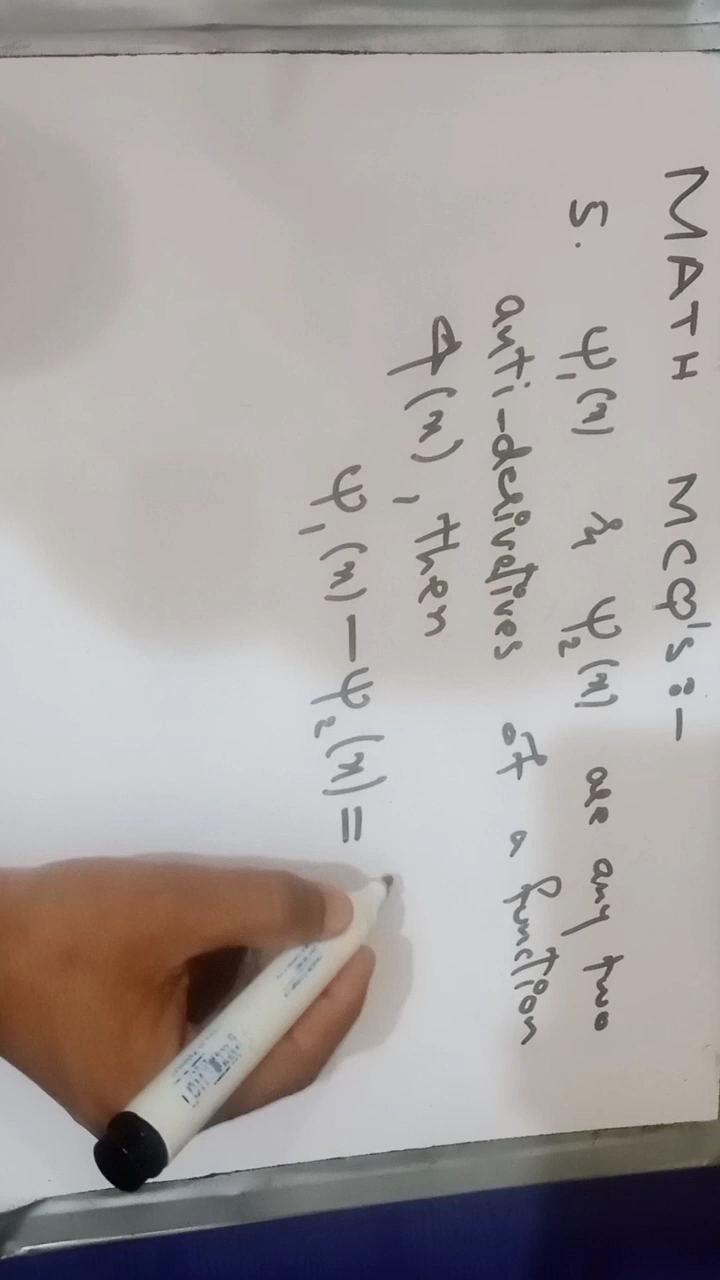 MATH MCQ's :-
5. ψ₁(x) & ψ₂(x) are any two
anti-derivatives of a function
φ(x), then
ψ₁(x) - ψ₂(x) =